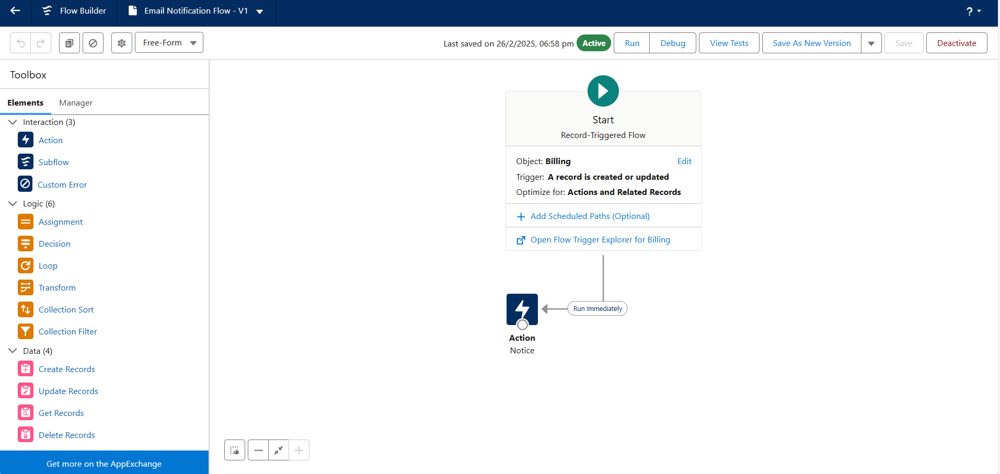 Flow Builder
Email Notification Flow - V1
?
Free-Form
Last saved on 26/2/2025, 06:58 pm
Active
Run
Debug
View Tests
Save As New Version
Save
Deactivate
Toolbox
Elements
Manager
Interaction (3)
Action
Subflow
Custom Error
Logic (6)
Assignment
Decision
Loop
Transform
Collection Sort
Collection Filter
Data (4)
Create Records
Update Records
Get Records
Delete Records
Get more on the AppExchange
Start
Record-Triggered Flow
Object: Billing
Edit
Trigger: A record is created or updated
Optimize for: Actions and Related Records
Add Scheduled Paths (Optional)
Open Flow Trigger Explorer for Billing
Run Immediately
Action
Notice